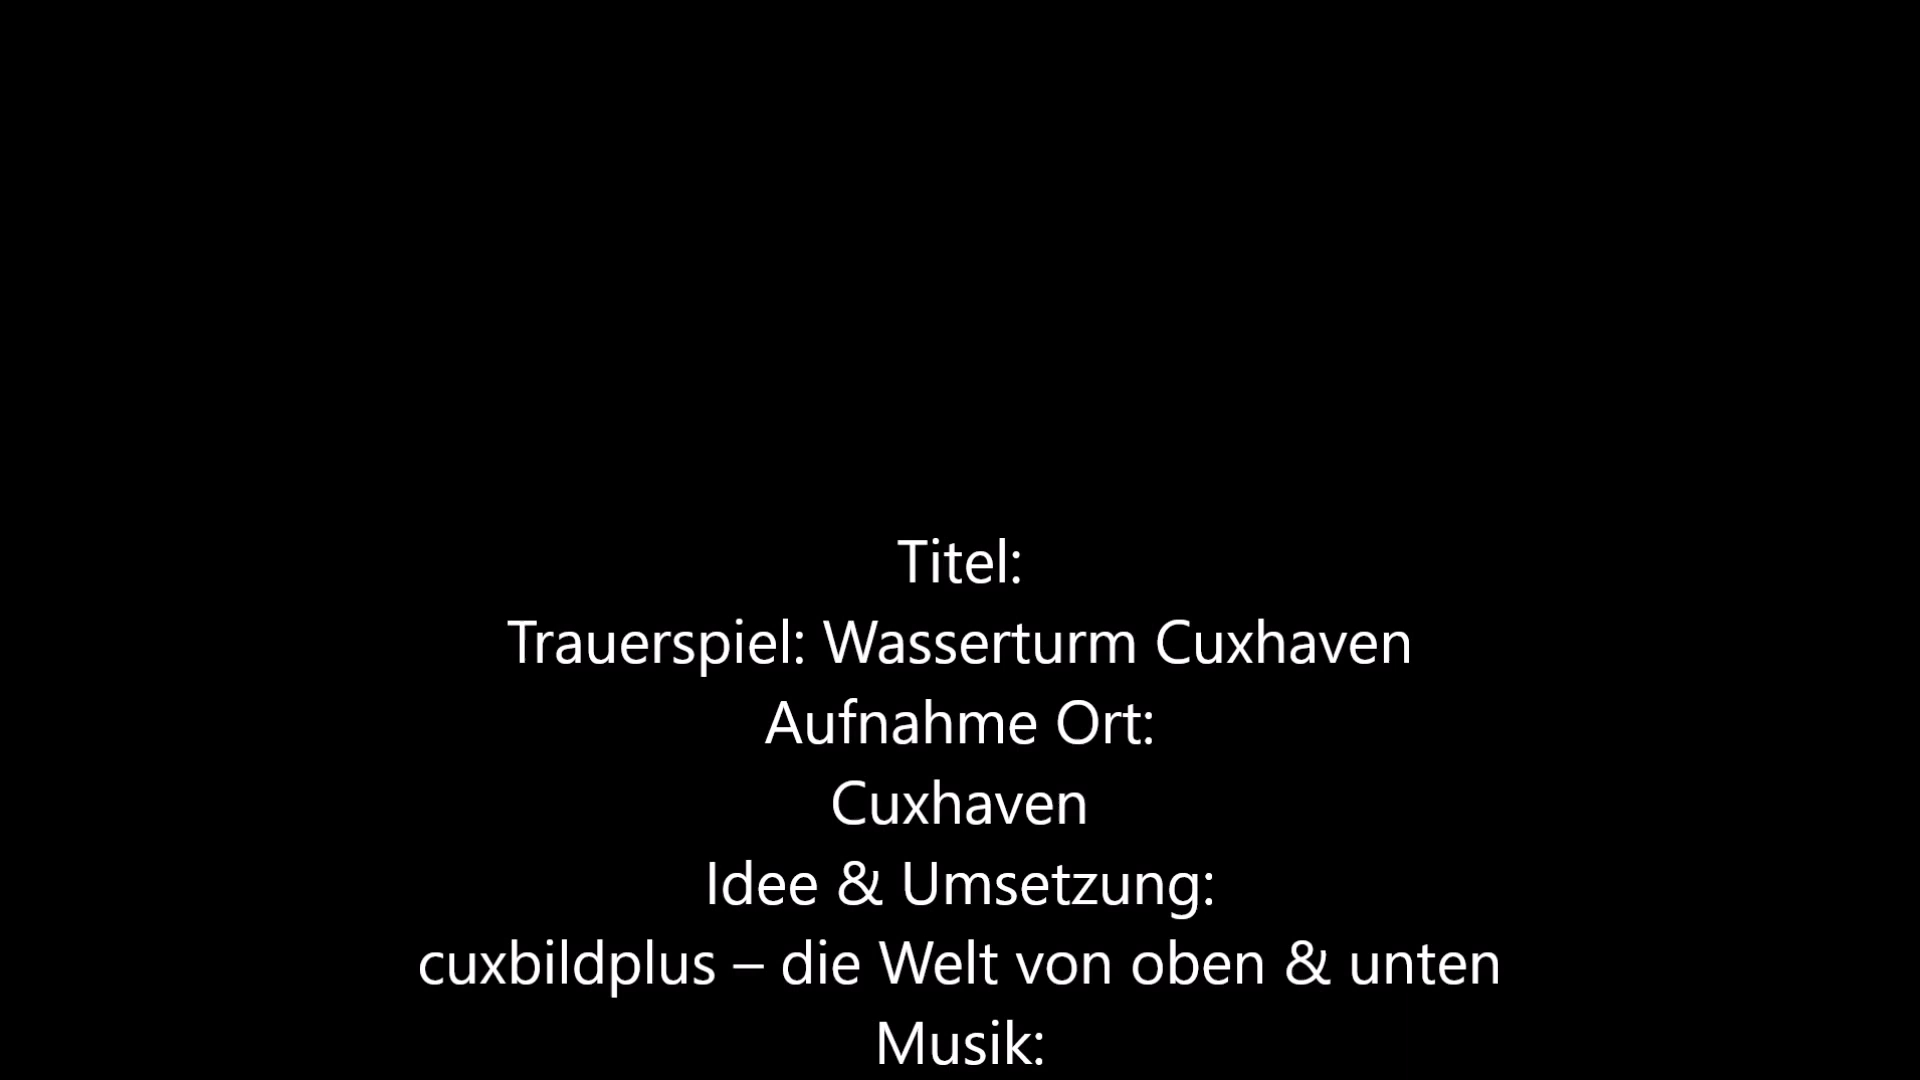 Titel:
Trauerspiel: Wasserturm Cuxhaven
Aufnahme Ort:
Cuxhaven
Idee & Umsetzung:
cuxbildplus – die Welt von oben & unten
Musik: